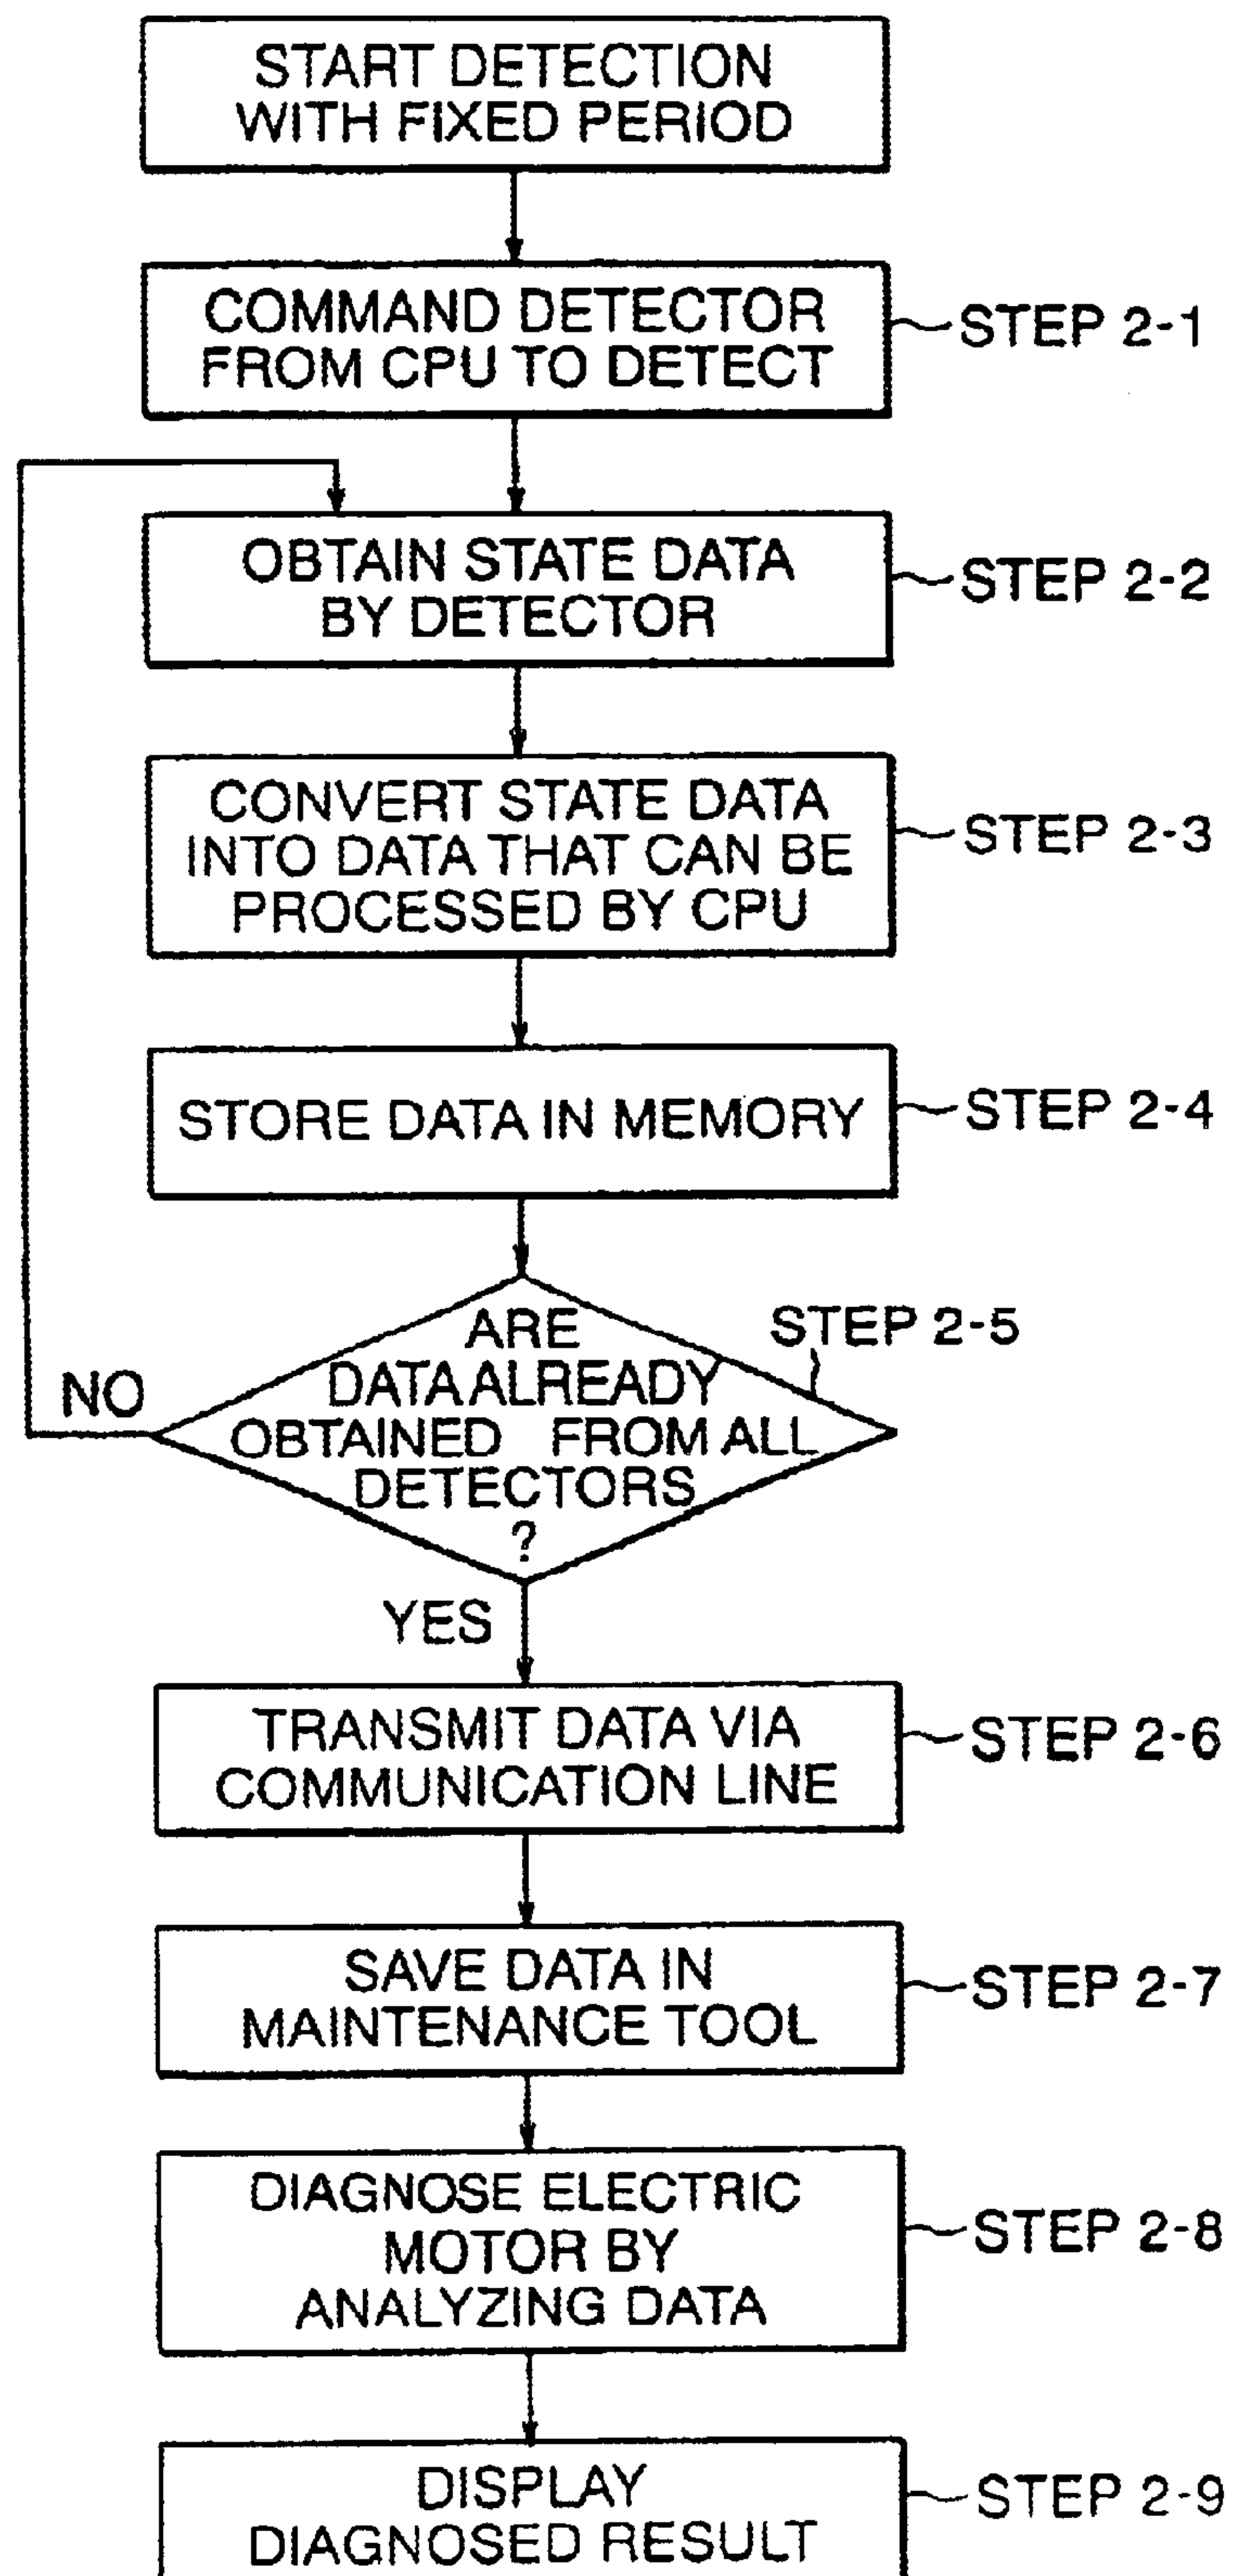 START DETECTION
WITH FIXED PERIOD
COMMAND DETECTOR
FROM CPU TO DETECT
STEP 2-1
OBTAIN STATE DATA
BY DETECTOR
STEP 2-2
CONVERT STATE DATA
INTO DATA THAT CAN BE
PROCESSED BY CPU
STEP 2-3
STORE DATA IN MEMORY
STEP 2-4
ARE
DATA ALREADY
OBTAINED FROM ALL
DETECTORS
?
STEP 2-5
NO
YES
TRANSMIT DATA VIA
COMMUNICATION LINE
STEP 2-6
SAVE DATA IN
MAINTENANCE TOOL
STEP 2-7
DIAGNOSE ELECTRIC
MOTOR BY
ANALYZING DATA
STEP 2-8
DISPLAY
DIAGNOSED RESULT
STEP 2-9